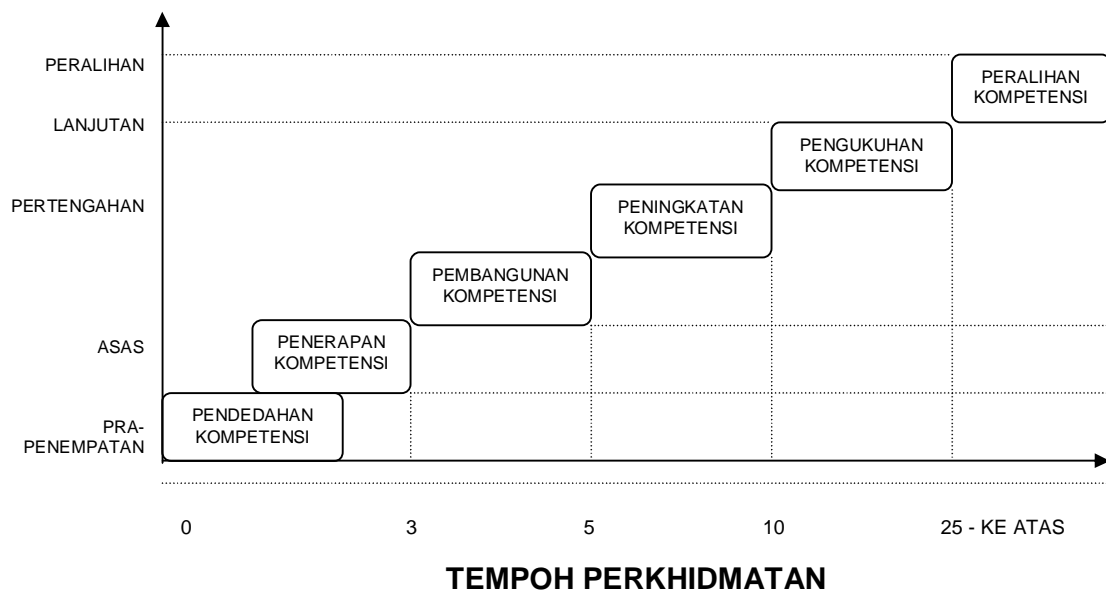 PERALIHAN
PERALIHAN
KOMPETENSI
LANJUTAN
PENGUKUHAN
KOMPETENSI
PERTENGAHAN
PENINGKATAN
KOMPETENSI
PEMBANGUNAN
KOMPETENSI
ASAS
PENERAPAN
KOMPETENSI
PRA-
PENEMPATAN
PENDEDAHAN
KOMPETENSI
0 3 5 10 25 - KE ATAS
TEMPOH PERKHIDMATAN